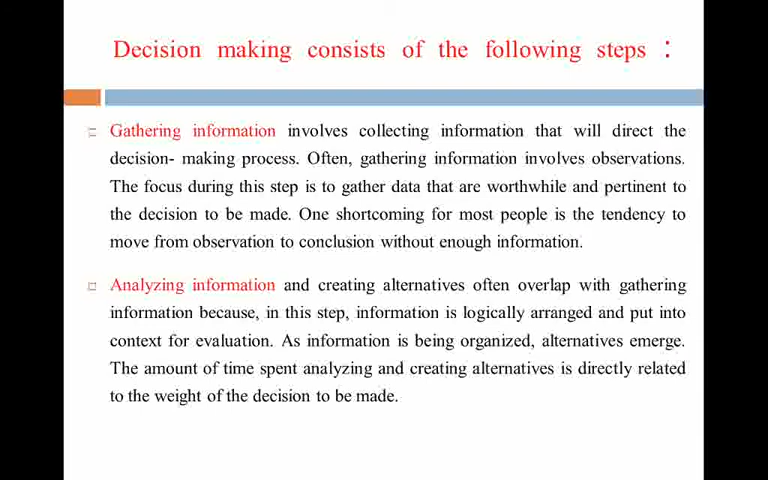 Decision making consists of the following steps :
Gathering information involves collecting information that will direct the
decision- making process. Often, gathering information involves observations.
The focus during this step is to gather data that are worthwhile and pertinent to
the decision to be made. One shortcoming for most people is the tendency to
move from observation to conclusion without enough information.
Analyzing information and creating alternatives often overlap with gathering
information because, in this step, information is logically arranged and put into
context for evaluation. As information is being organized, alternatives emerge.
The amount of time spent analyzing and creating alternatives is directly related
to the weight of the decision to be made.